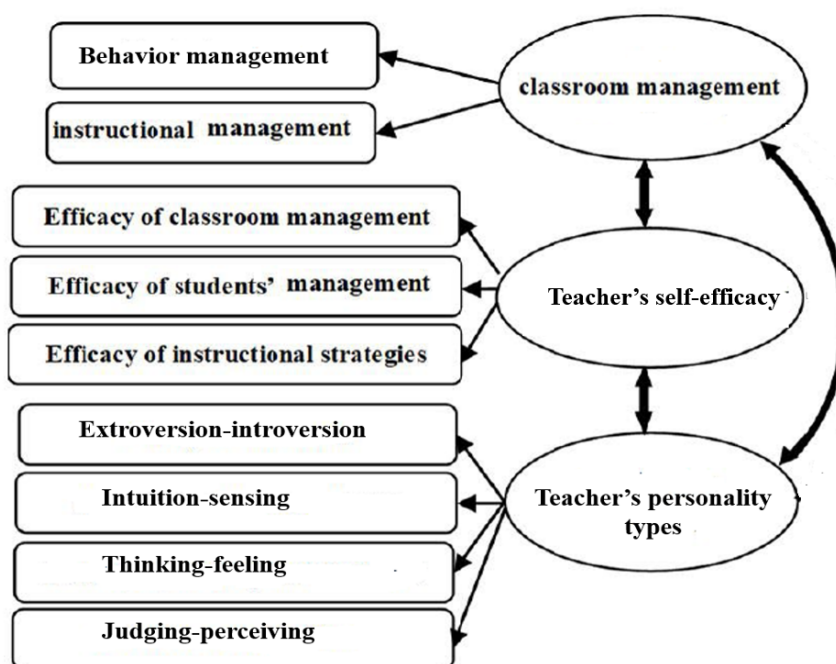 Behavior management
classroom management
instructional management
Efficacy of classroom management
Efficacy of students' management
Teacher's self-efficacy
Efficacy of instructional strategies
Extroversion-introversion
Intuition-sensing
Teacher's personality
types
Thinking-feeling
Judging-perceiving